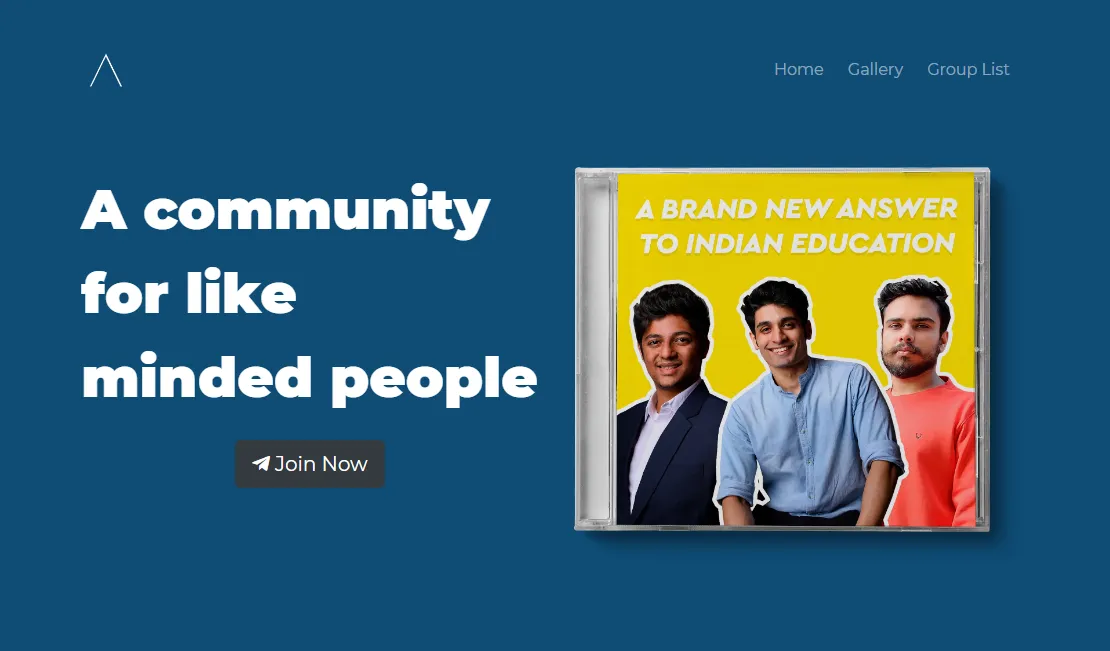 Home Gallery Group List
A community
for like
minded people
Join Now
A BRAND NEW ANSWER
TO INDIAN EDUCATION